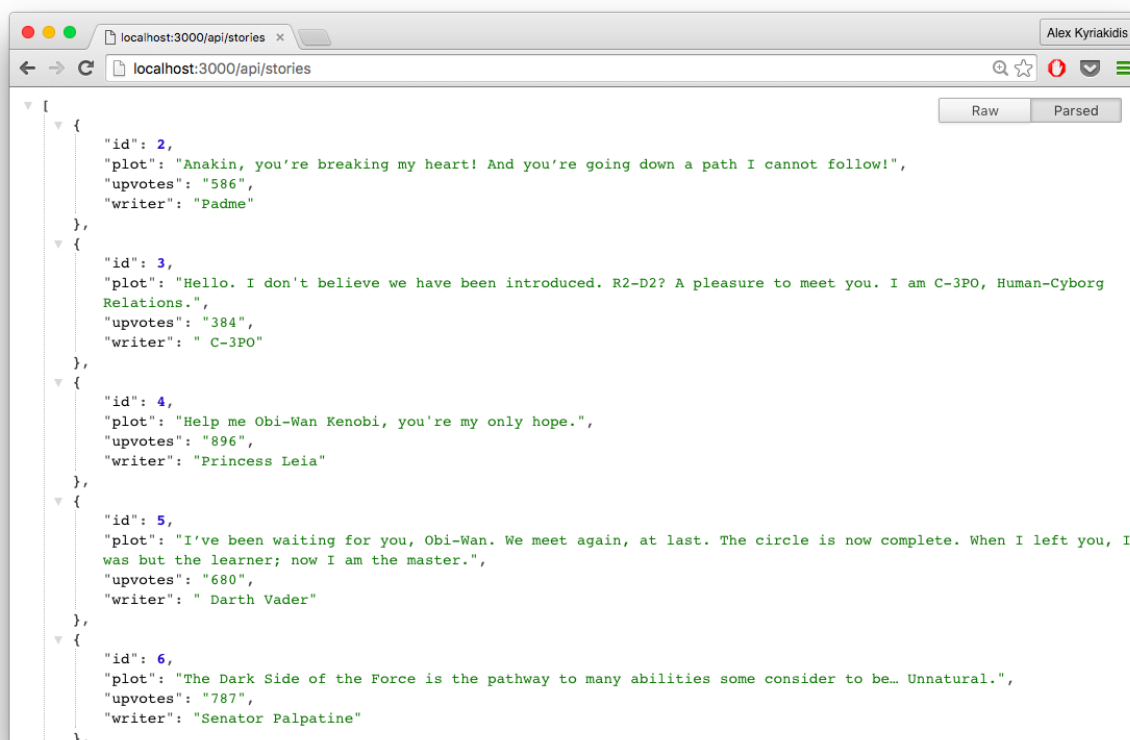 localhost:3000/api/stories ×
Alex Kyriakidis
localhost:3000/api/stories
Raw Parsed
[
{
"id": 2,
"plot": "Anakin, you’re breaking my heart! And you’re going down a path I cannot follow!",
"upvotes": "586",
"writer": "Padme"
},
{
"id": 3,
"plot": "Hello. I don't believe we have been introduced. R2-D2? A pleasure to meet you. I am C-3PO, Human-Cyborg
Relations.",
"upvotes": "384",
"writer": " C-3PO"
},
{
"id": 4,
"plot": "Help me Obi-Wan Kenobi, you're my only hope.",
"upvotes": "896",
"writer": "Princess Leia"
},
{
"id": 5,
"plot": "I’ve been waiting for you, Obi-Wan. We meet again, at last. The circle is now complete. When I left you, I
was but the learner; now I am the master.",
"upvotes": "680",
"writer": " Darth Vader"
},
{
"id": 6,
"plot": "The Dark Side of the Force is the pathway to many abilities some consider to be… Unnatural.",
"upvotes": "787",
"writer": "Senator Palpatine"
},